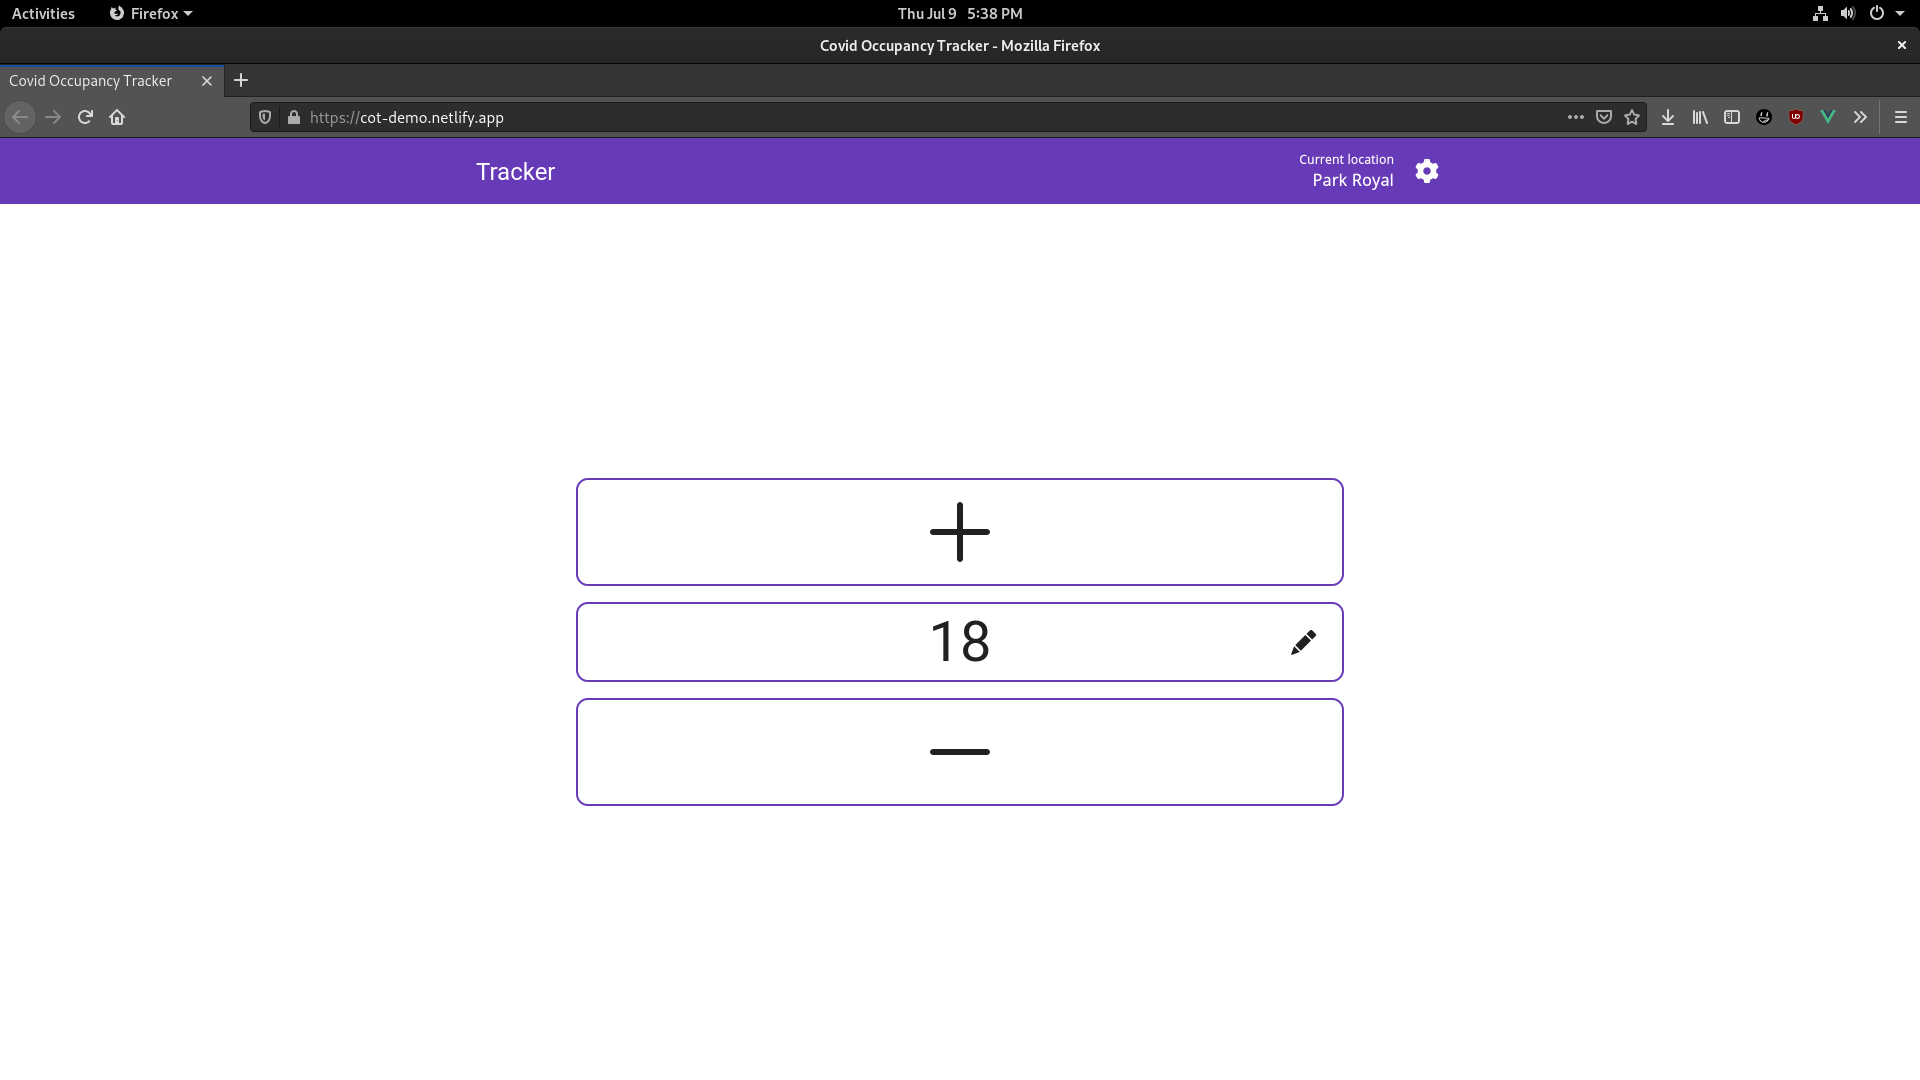 Activities
Firefox
Thu Jul 9 5:38 PM
Covid Occupancy Tracker - Mozilla Firefox
Covid Occupancy Tracker
https://cot-demo.netlify.app
Tracker
Current location
Park Royal
18